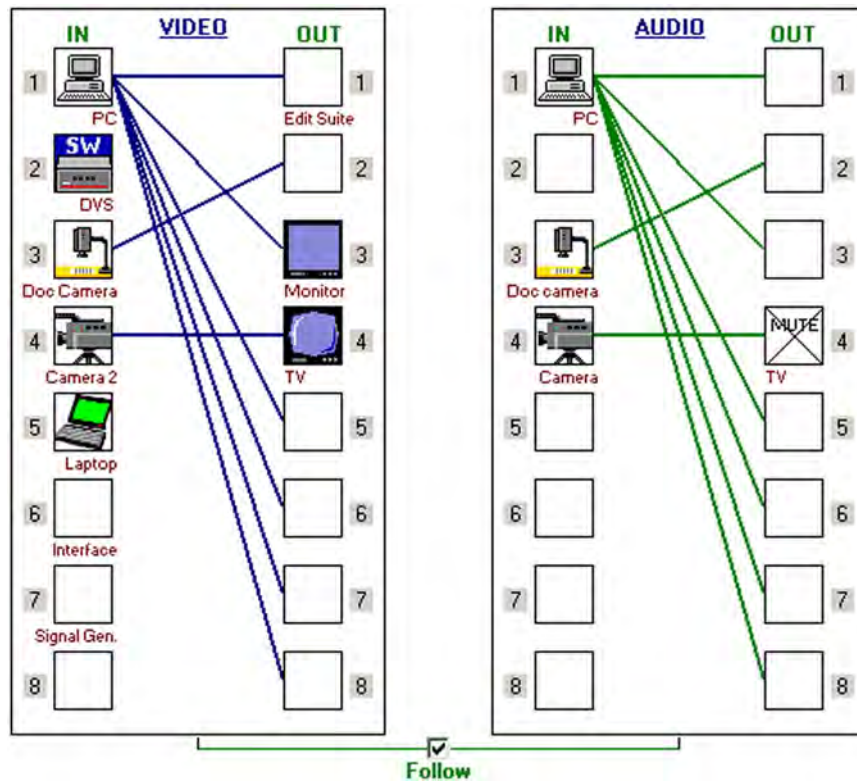 VIDEO
IN OUT
1 1
PC Edit Suite
SW
2 2
DVS
3 3
Doc Camera Monitor
4 4
Camera 2 TV
5 5
Laptop
6 6
Interface
7 7
Signal Gen.
8 8
AUDIO
IN OUT
1 1
PC
2 2
3 3
Doc camera
MUTE
4 4
Camera TV
5 5
6 6
7 7
8 8
Follow